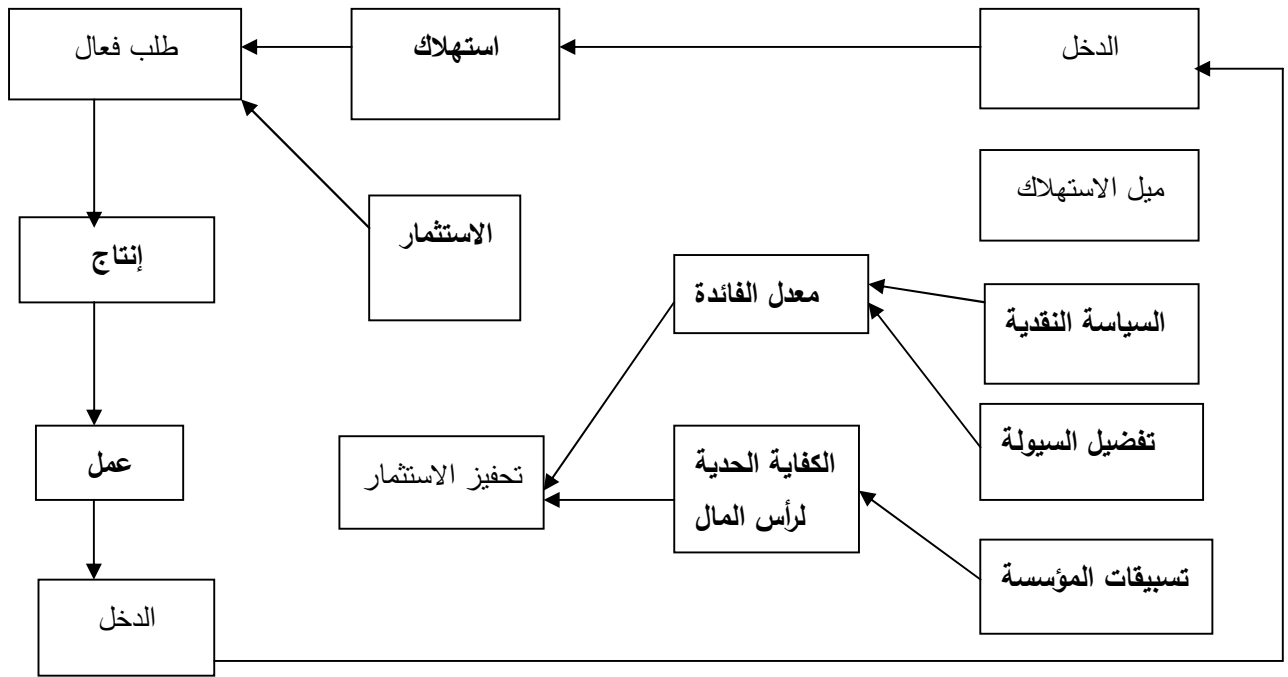 الدخل
استهلاك
طلب فعال
ميل الاستهلاك
الاستثمار
إنتاج
معدل الفائدة
السياسة النقدية
تفضيل السيولة
الكفاية الحدية
لرأس المال
تحفيز الاستثمار
عمل
تسبيقات المؤسسة
الدخل